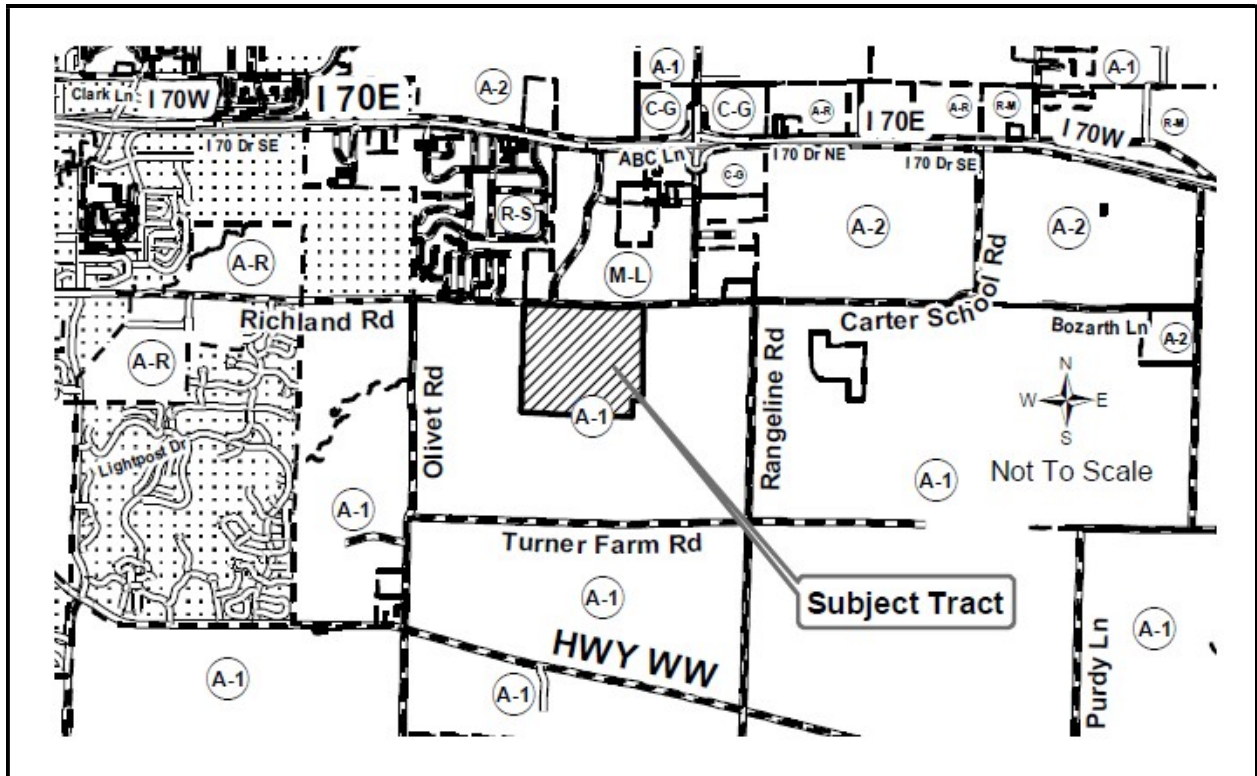 A-1
A-1
Clark Ln
I 70W
I 70E
A-2
C-G
C-G
A-R
I 70E
A-R
R-M
I 70W
R-M
I 70 Dr SE
ABC Ln
I 70 Dr NE
I 70 Dr SE
C-G
R-S
A-2
A-2
A-R
M-L
Carter School Rd
Richland Rd
Bozarth Ln
A-2
A-R
Olivet Rd
Rangeline Rd
N
W
E
S
A-1
Lightpost Dr
Not To Scale
A-1
A-1
Turner Farm Rd
A-1
Subject Tract
A-1
HWY WW
Purdy Ln
A-1
A-1